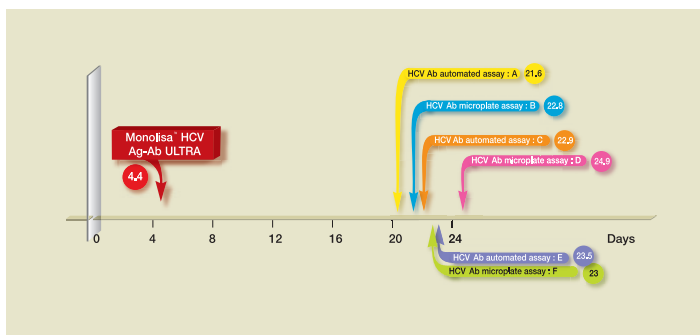 HCV Ab automated assay : A 21.6
HCV Ab microplate assay : B 22.8
Monolisa™ HCV
Ag-Ab ULTRA
HCV Ab automated assay : C 22.9
HCV Ab microplate assay : D 24.9
4.4
0 4 8 12 16 20 24 Days
HCV Ab automated assay : E 23.5
HCV Ab microplate assay : F 23